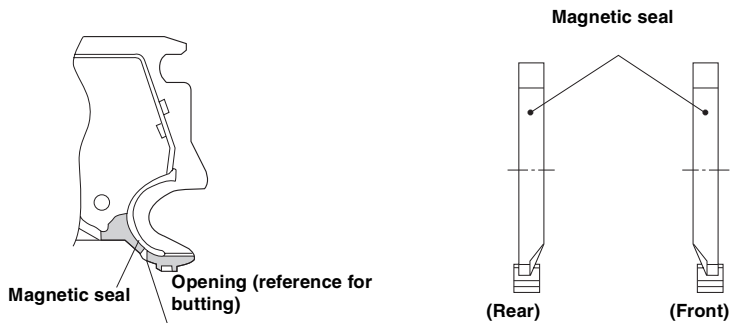 Magnetic seal
Opening (reference for
butting)
Magnetic seal
(Rear)
(Front)